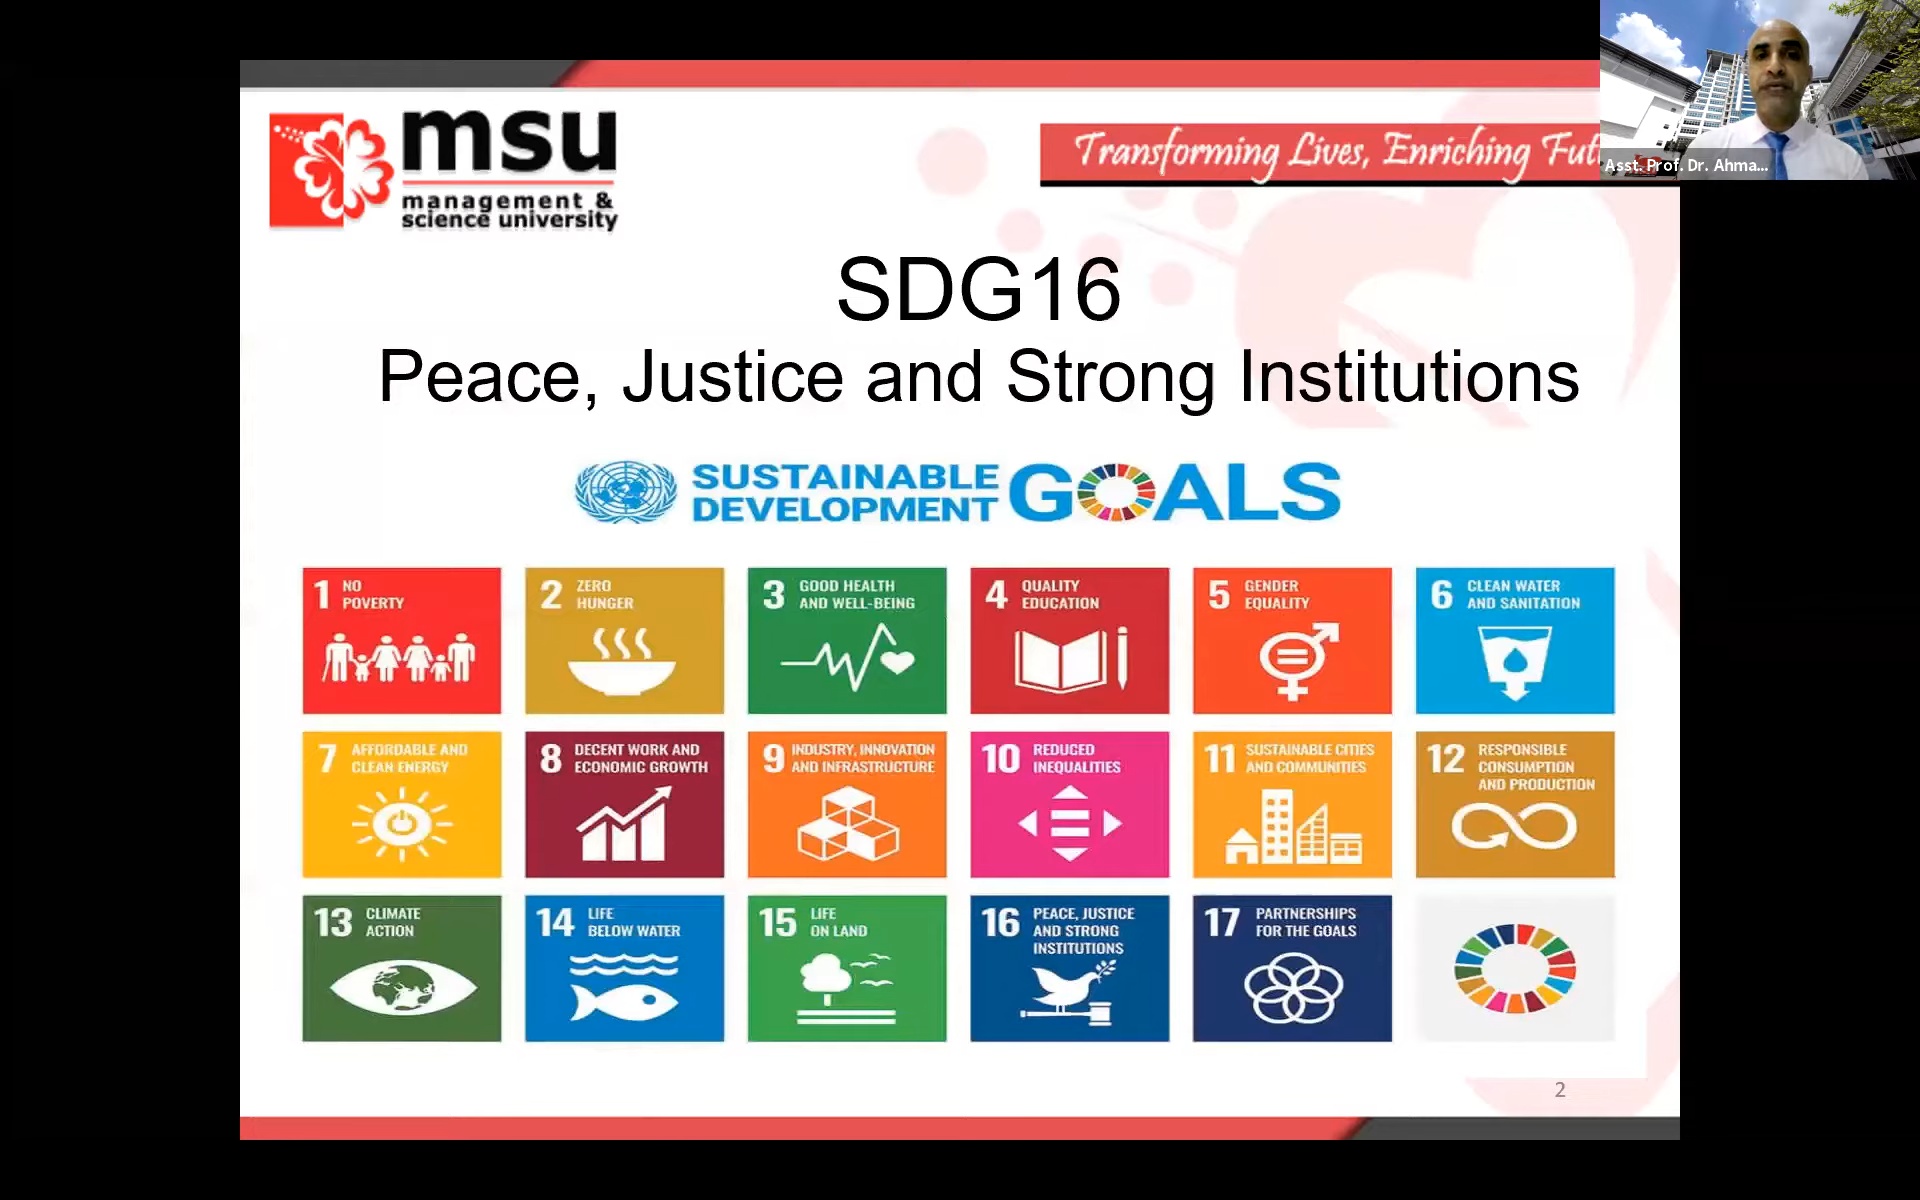 msu
management &
science university
Transforming Lives, Enriching Fut
Asst. Prof. Dr. Ahma...
SDG16
Peace, Justice and Strong Institutions
SUSTAINABLE
DEVELOPMENT
GOALS
1 NO
POVERTY
2 ZERO
HUNGER
3 GOOD HEALTH
AND WELL-BEING
4 QUALITY
EDUCATION
5 GENDER
EQUALITY
6 CLEAN WATER
AND SANITATION
7 AFFORDABLE AND
CLEAN ENERGY
8 DECENT WORK AND
ECONOMIC GROWTH
9 INDUSTRY, INNOVATION
AND INFRASTRUCTURE
10 REDUCED
INEQUALITIES
11 SUSTAINABLE CITIES
AND COMMUNITIES
12 RESPONSIBLE
CONSUMPTION
AND PRODUCTION
13 CLIMATE
ACTION
14 LIFE
BELOW WATER
15 LIFE
ON LAND
16 PEACE, JUSTICE
AND STRONG
INSTITUTIONS
17 PARTNERSHIPS
FOR THE GOALS
2